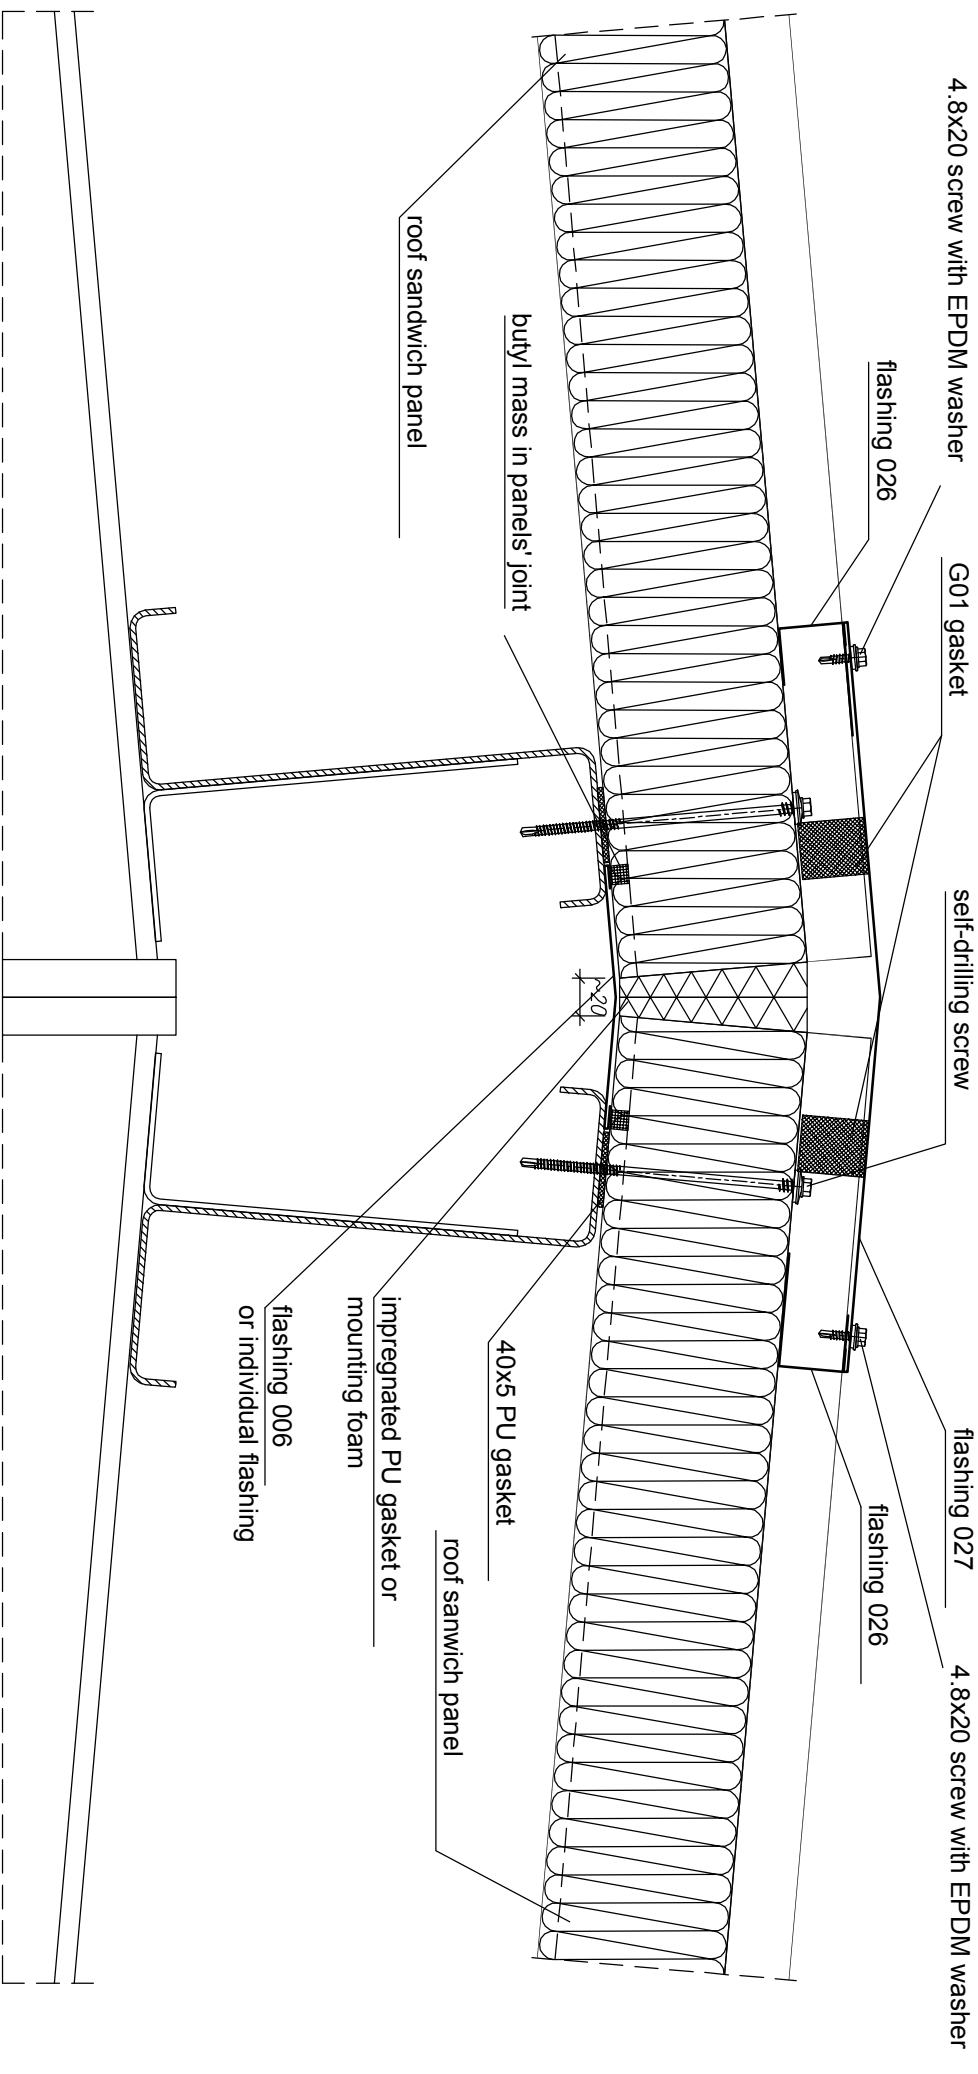 4.8x20 screw with EPDM washer
flashing 026
G01 gasket
self-drilling screw
flashing 027
flashing 026
4.8x20 screw with EPDM washer
roof sandwich panel
butyl mass in panels' joint
~20
40x5 PU gasket
impregnated PU gasket or
mounting foam
flashing 006
or individual flashing
roof sanwich panel